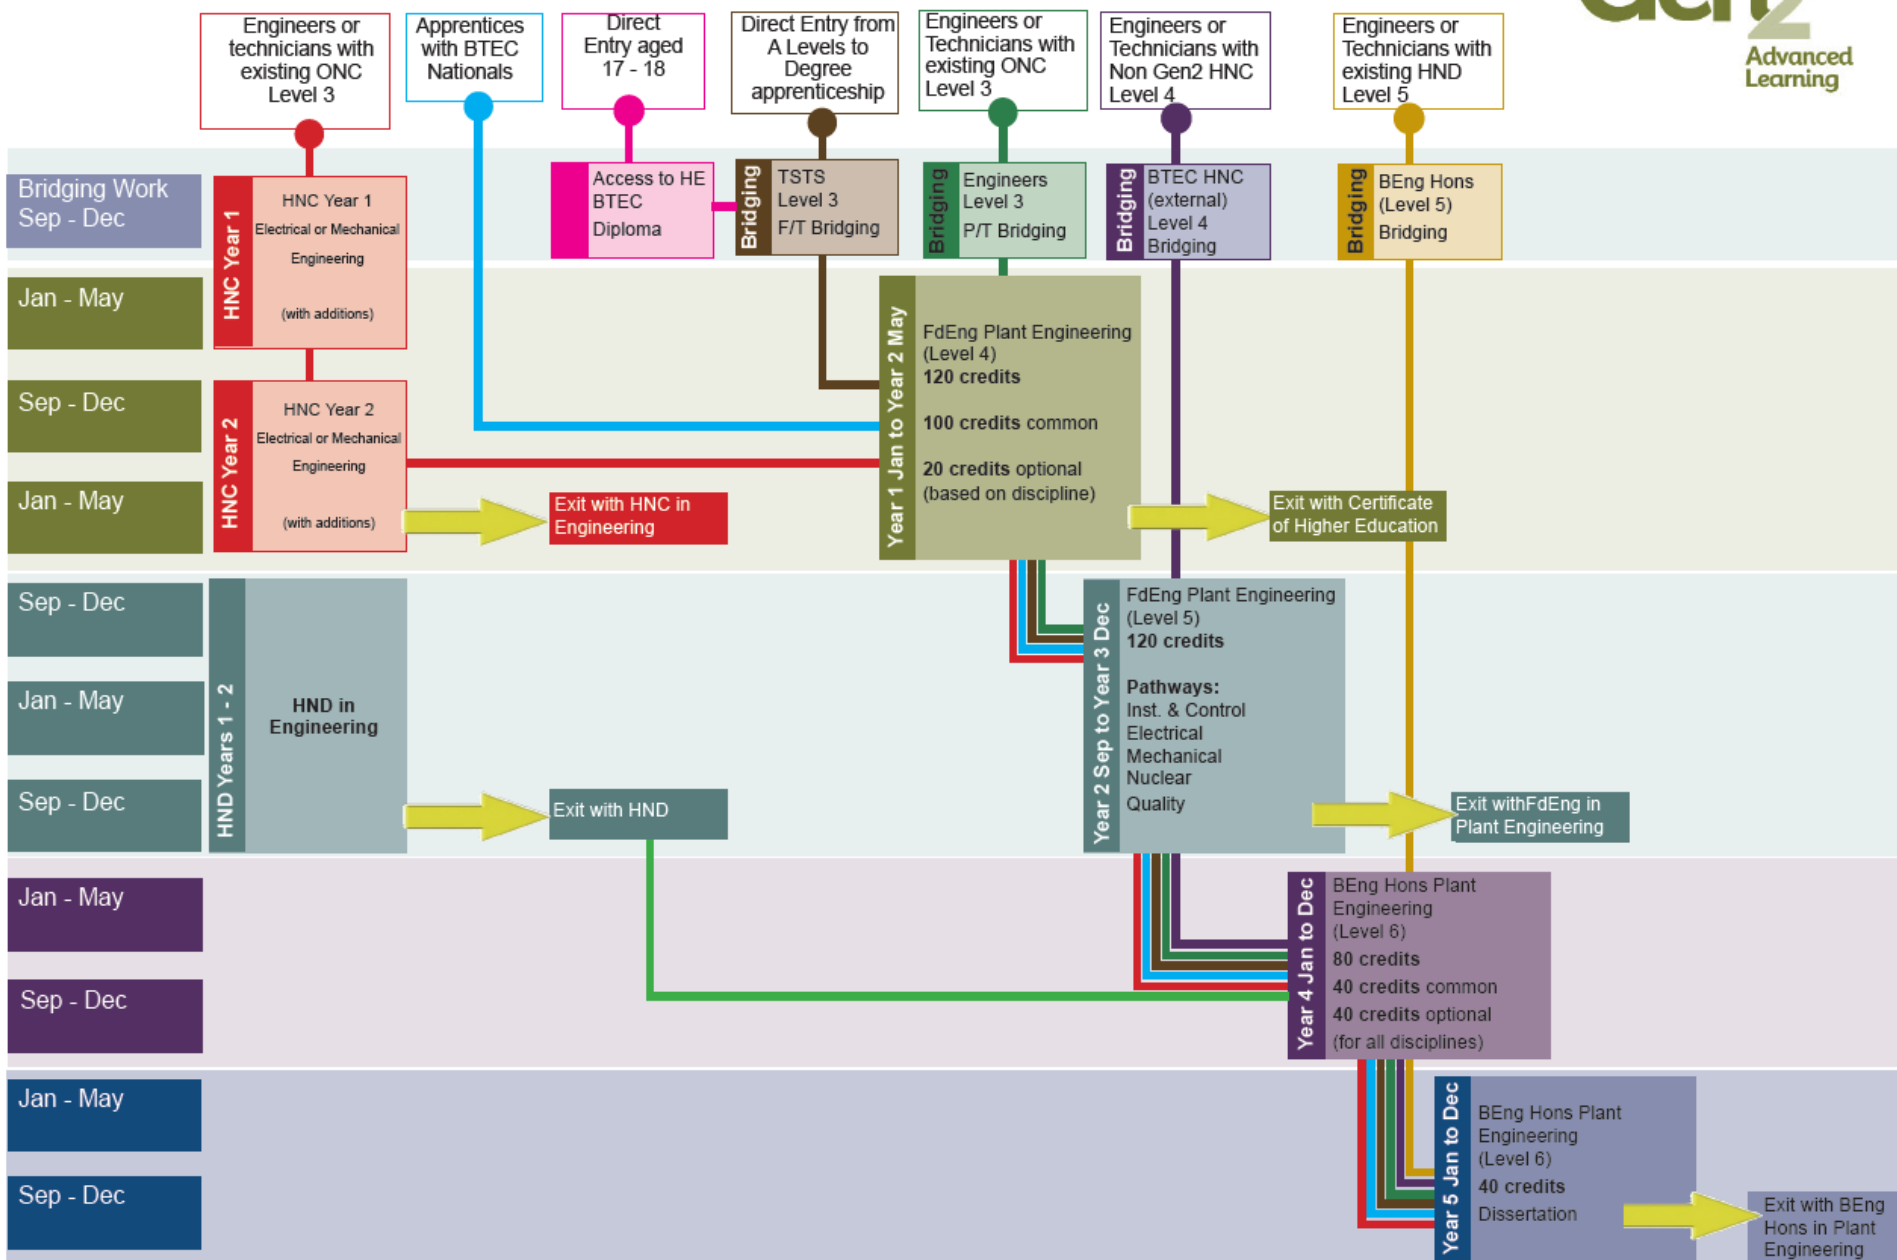 Gen2
Advanced
Learning
Engineers or
technicians with
existing ONC
Level 3
Apprentices
with BTEC
Nationals
Direct
Entry aged
17 - 18
Direct Entry from
A Levels to
Degree
apprenticeship
Engineers or
Technicians with
existing ONC
Level 3
Engineers or
Technicians with
Non Gen2 HNC
Level 4
Engineers or
Technicians with
existing HND
Level 5
Bridging Work
Sep - Dec
HNC Year 1
HNC Year 1
Electrical or Mechanical
Engineering
(with additions)
Access to HE
BTEC
Diploma
Bridging
TSTS
Level 3
F/T Bridging
Bridging
Engineers
Level 3
P/T Bridging
Bridging
BTEC HNC
(external)
Level 4
Bridging
Bridging
BEng Hons
(Level 5)
Bridging
Jan - May
Sep - Dec
Jan - May
HNC Year 2
HNC Year 2
Electrical or Mechanical
Engineering
(with additions)
Exit with HNC in
Engineering
Year 1 Jan to Year 2 May
FdEng Plant Engineering
(Level 4)
120 credits
100 credits common
20 credits optional
(based on discipline)
Exit with Certificate
of Higher Education
Sep - Dec
Jan - May
Sep - Dec
HND Years 1 - 2
HND in
Engineering
Exit with HND
Year 2 Sep to Year 3 Dec
FdEng Plant Engineering
(Level 5)
120 credits
Pathways:
Inst. & Control
Electrical
Mechanical
Nuclear
Quality
Exit withFdEng in
Plant Engineering
Jan - May
Sep - Dec
Year 4 Jan to Dec
BEng Hons Plant
Engineering
(Level 6)
80 credits
40 credits common
40 credits optional
(for all disciplines)
Jan - May
Sep - Dec
Year 5 Jan to Dec
BEng Hons Plant
Engineering
(Level 6)
40 credits
Dissertation
Exit with BEng
Hons in Plant
Engineering